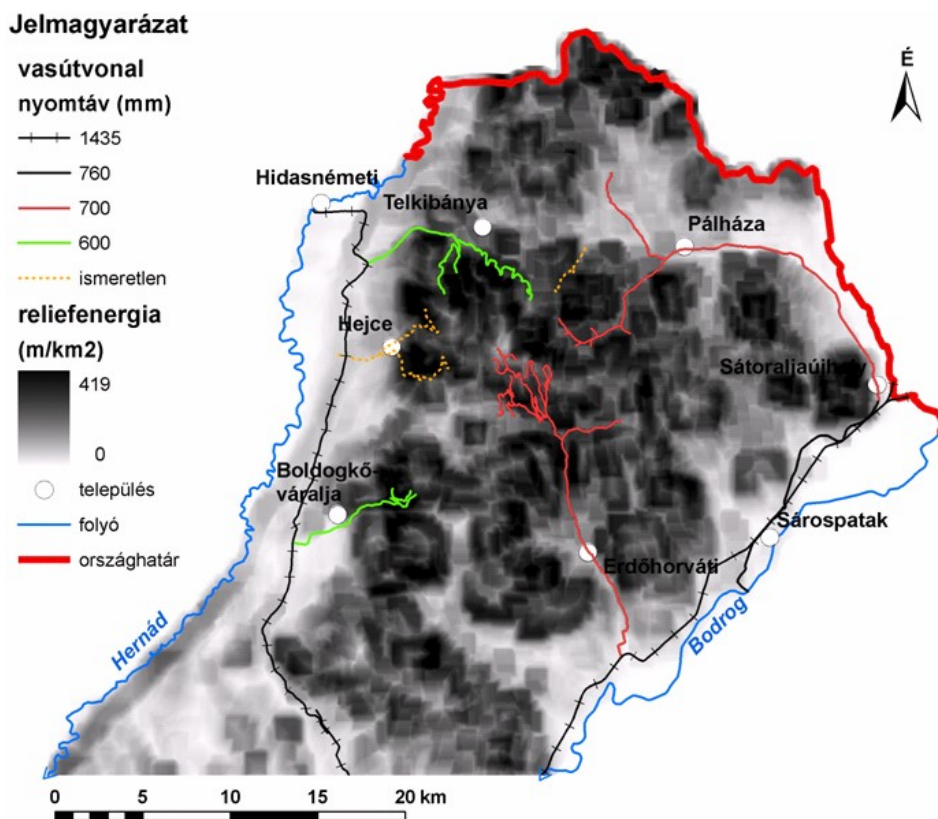 Jelmagyarázat
vasútvonal
nyomtáv (mm)
1435
760
700
600
ismeretlen
reliefenergia
(m/km2)
419
0
település
folyó
országhatár
É
Hidasnémeti
Telkibánya
Pálháza
Hejce
Sátoraljaújhely
Boldogkő-
váralja
Sárospatak
Erdőhorváti
Hernád
Bodrog
0 5 10 15 20 km